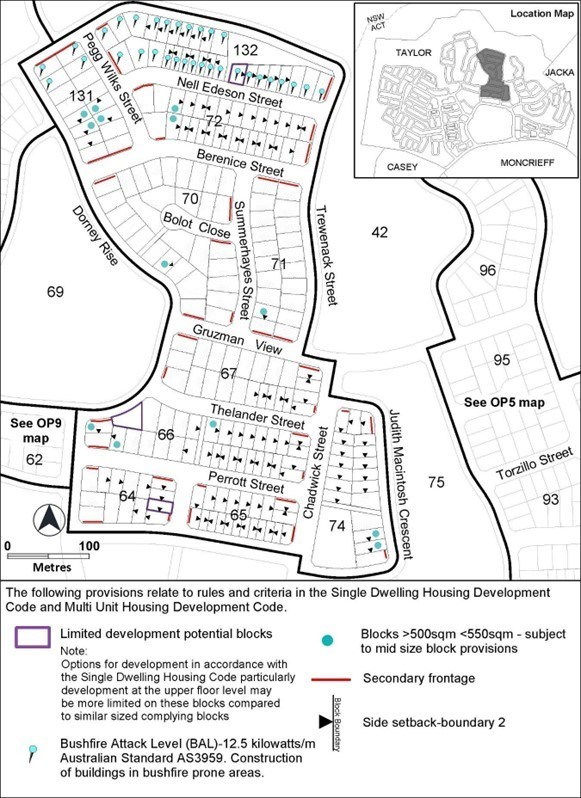 Location Map
NSW
ACT
TAYLOR
JACKA
CASEY
MONCRIEFF
Pegg Wilks Street
132
131
Nell Edeson Street
72
Berenice Street
70
Bolot Close
Summerhayes Street
71
Trewenack Street
42
Dorney Rise
69
96
Gruzman View
67
95
See OP5 map
Thelander Street
66
See OP9
map
62
Judith Macintosh Crescent
Chadwick Street
75
Torzillo Street
93
Perrott Street
64
65
74
0 100
Metres
The following provisions relate to rules and criteria in the Single Dwelling Housing Development
Code and Multi Unit Housing Development Code.
Limited development potential blocks
Note:
Options for development in accordance with
the Single Dwelling Housing Code particularly
development at the upper floor level may
be more limited on these blocks compared
to similar sized complying blocks
Bushfire Attack Level (BAL)-12.5 kilowatts/m
Australian Standard AS3959. Construction
of buildings in bushfire prone areas.
Blocks >500sqm <550sqm - subject
to mid size block provisions
Secondary frontage
Block Boundary
Side setback-boundary 2